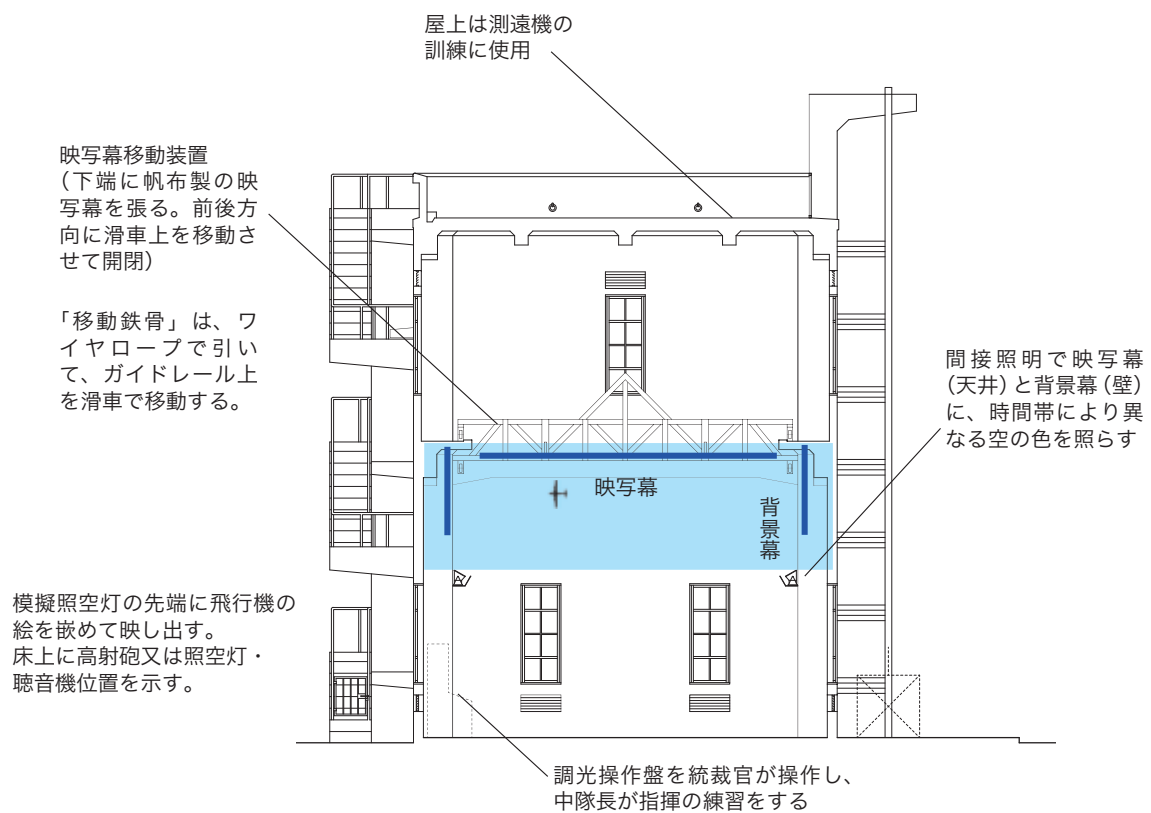 屋上は測遠機の
訓練に使用
映写幕移動装置
（下端に帆布製の映
写幕を張る。前後方
向に滑車上を移動さ
せて開閉）
「移動鉄骨」は、ワ
イヤロープで引い
て、ガイドレール上
を滑車で移動する。
間接照明で映写幕
（天井）と背景幕（壁）
に、時間帯により異
なる空の色を照らす
映写幕
背景幕
模擬照空灯の先端に飛行機の
絵を嵌めて映し出す。
床上に高射砲又は照空灯・
聴音機位置を示す。
調光操作盤を統裁官が操作し、
中隊長が指揮の練習をする